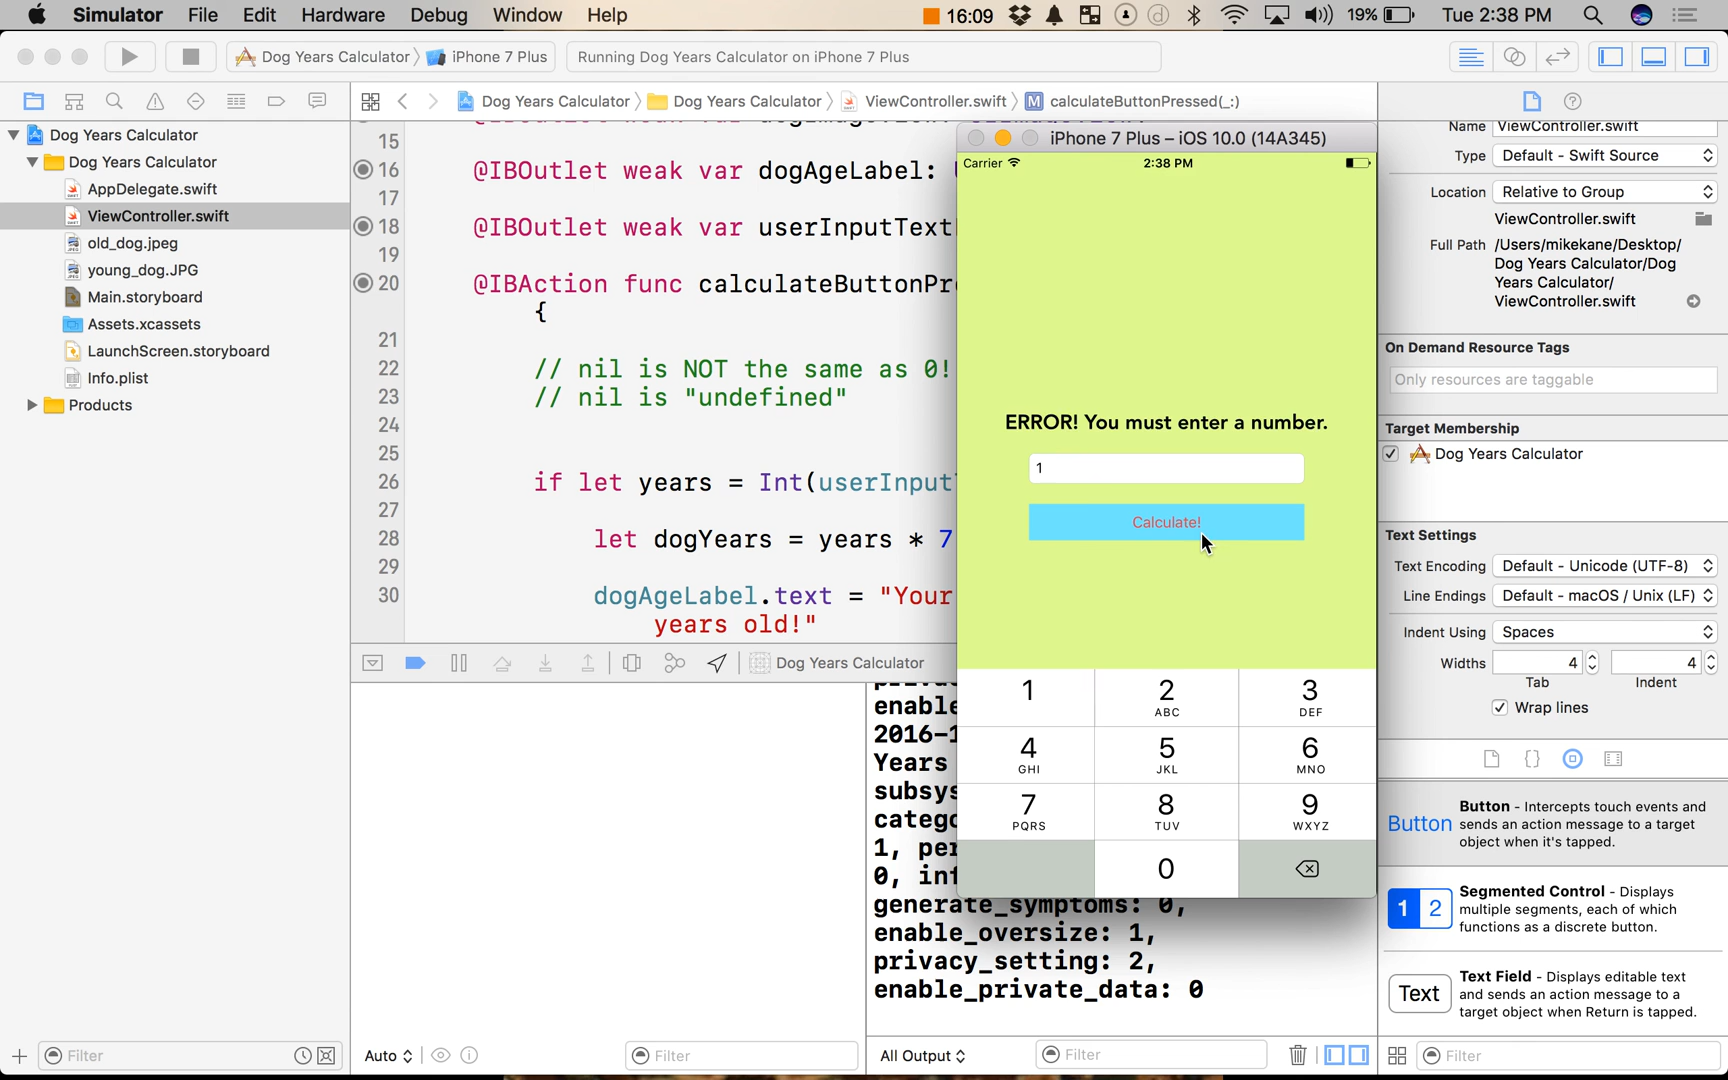 Simulator File Edit Hardware Debug Window Help 16:09 19% Tue 2:38 PM
Dog Years Calculator iPhone 7 Plus Running Dog Years Calculator on iPhone 7 Plus
Dog Years Calculator Dog Years Calculator ViewController.swift M calculateButtonPressed(_:)
Dog Years Calculator
Dog Years Calculator
AppDelegate.swift
ViewController.swift
old_dog.jpeg
young_dog.JPG
Main.storyboard
Assets.xcassets
LaunchScreen.storyboard
Info.plist
Products
Filter
15
16 @IBOutlet weak var dogAgeLabel:
17
18 @IBOutlet weak var userInputText
19
20 @IBAction func calculateButtonPr
{
21
22 // nil is NOT the same as 0!
23 // nil is "undefined"
24
25
26 if let years = Int(userInput
27
28 let dogYears = years * 7
29
30 dogAgeLabel.text = "Your
years old!"
Dog Years Calculator
enable
2016-1
Years
subsys
catego
1, per
0, inf
generate_symptoms: 0,
enable_oversize: 1,
privacy_setting: 2,
enable_private_data: 0
Auto Filter
All Output Filter
iPhone 7 Plus – iOS 10.0 (14A345)
Carrier 2:38 PM
ERROR! You must enter a number.
1
Calculate!
1 2 3
ABC DEF
4 5 6
GHI JKL MNO
7 8 9
PQRS TUV WXYZ
0
Name ViewController.swift
Type Default - Swift Source
Location Relative to Group
ViewController.swift
Full Path /Users/mikekane/Desktop/
Dog Years Calculator/Dog
Years Calculator/
ViewController.swift
On Demand Resource Tags
Only resources are taggable
Target Membership
Dog Years Calculator
Text Settings
Text Encoding Default - Unicode (UTF-8)
Line Endings Default - macOS / Unix (LF)
Indent Using Spaces
Widths 4 4
Tab Indent
Wrap lines
Button Button - Intercepts touch events and
sends an action message to a target
object when it's tapped.
1 2 Segmented Control - Displays
multiple segments, each of which
functions as a discrete button.
Text Text Field - Displays editable text
and sends an action message to a
target object when Return is tapped.
Filter